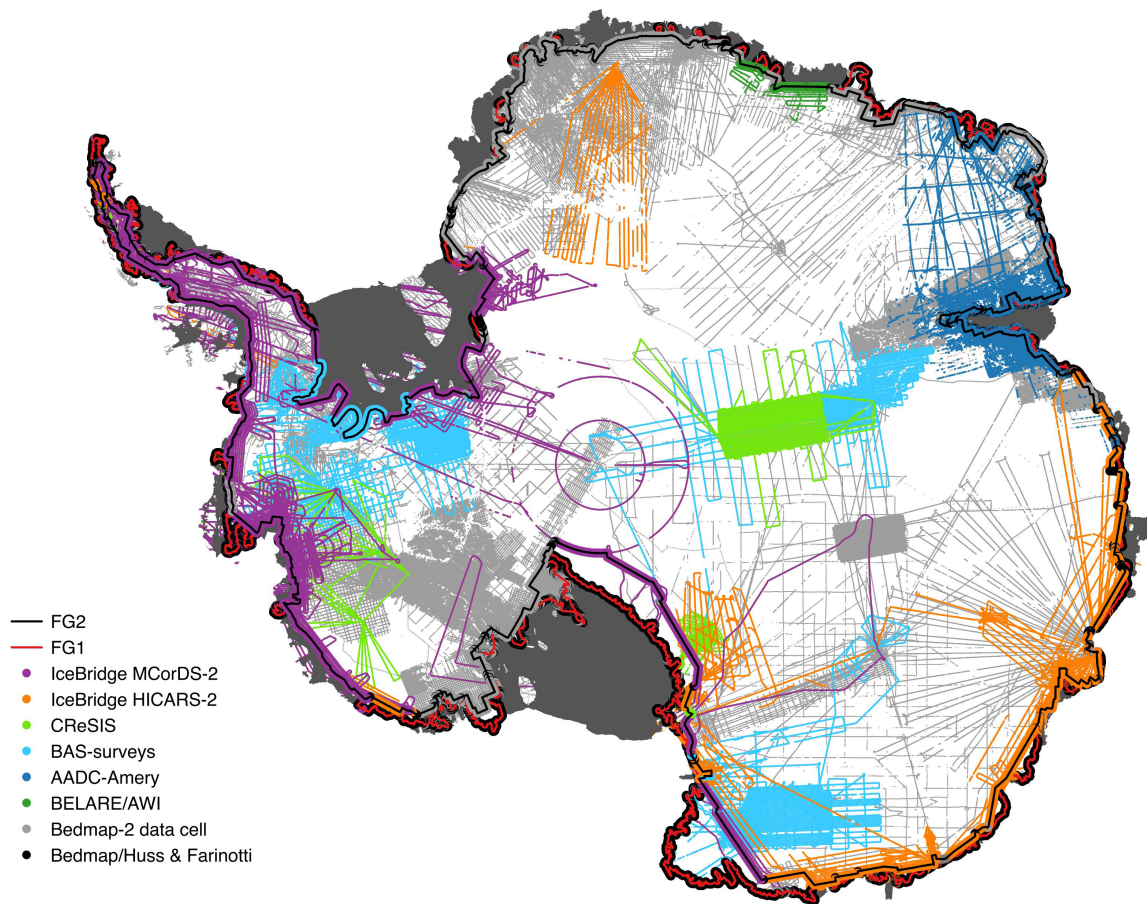 FG2
FG1
IceBridge MCorDS-2
IceBridge HICARS-2
CReSIS
BAS-surveys
AADC-Amery
BELARE/AWI
Bedmap-2 data cell
Bedmap/Huss & Farinotti